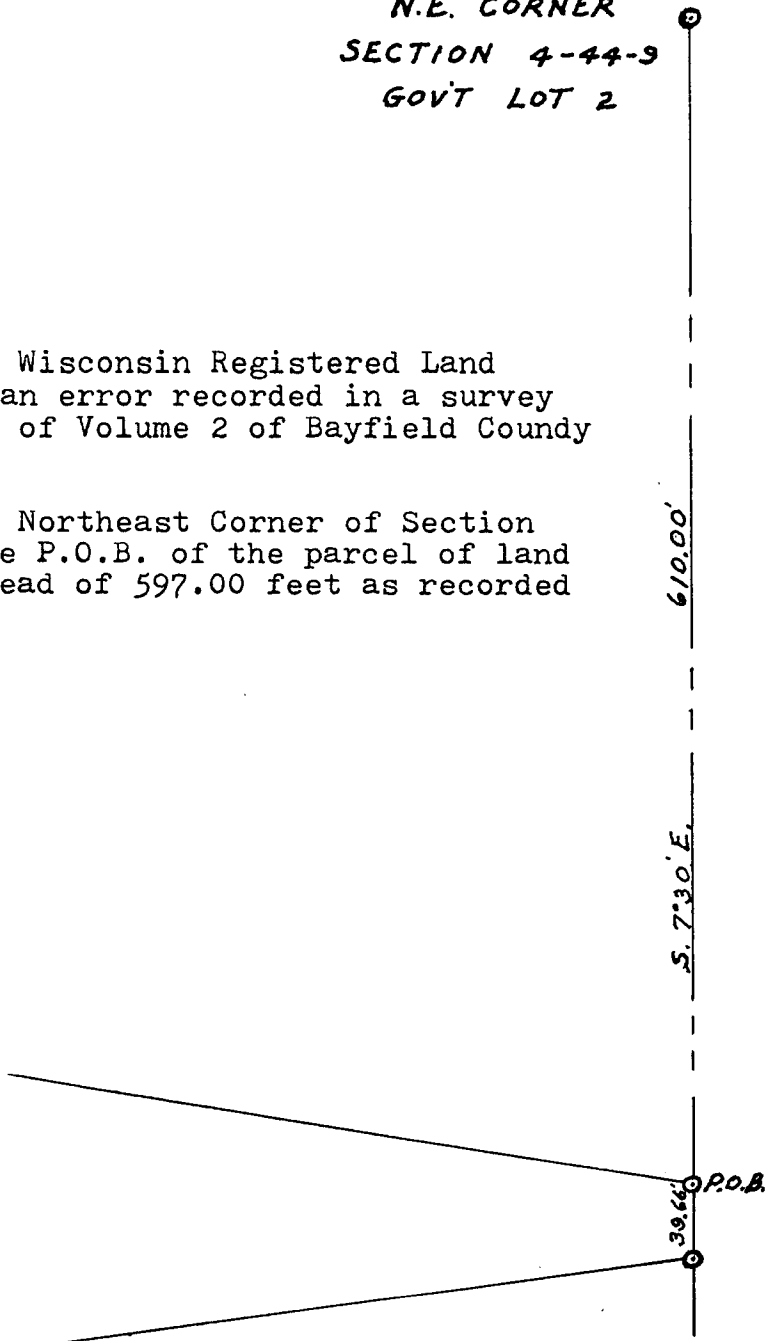 N.E. CORNER
SECTION 4-44-9
GOV'T LOT 2
Wisconsin Registered Land
an error recorded in a survey
of Volume 2 of Bayfield Coundy
Northeast Corner of Section
e P.O.B. of the parcel of land
ead of 597.00 feet as recorded
610.00'
S. 7°30' E.
P.O.B.
39.66'